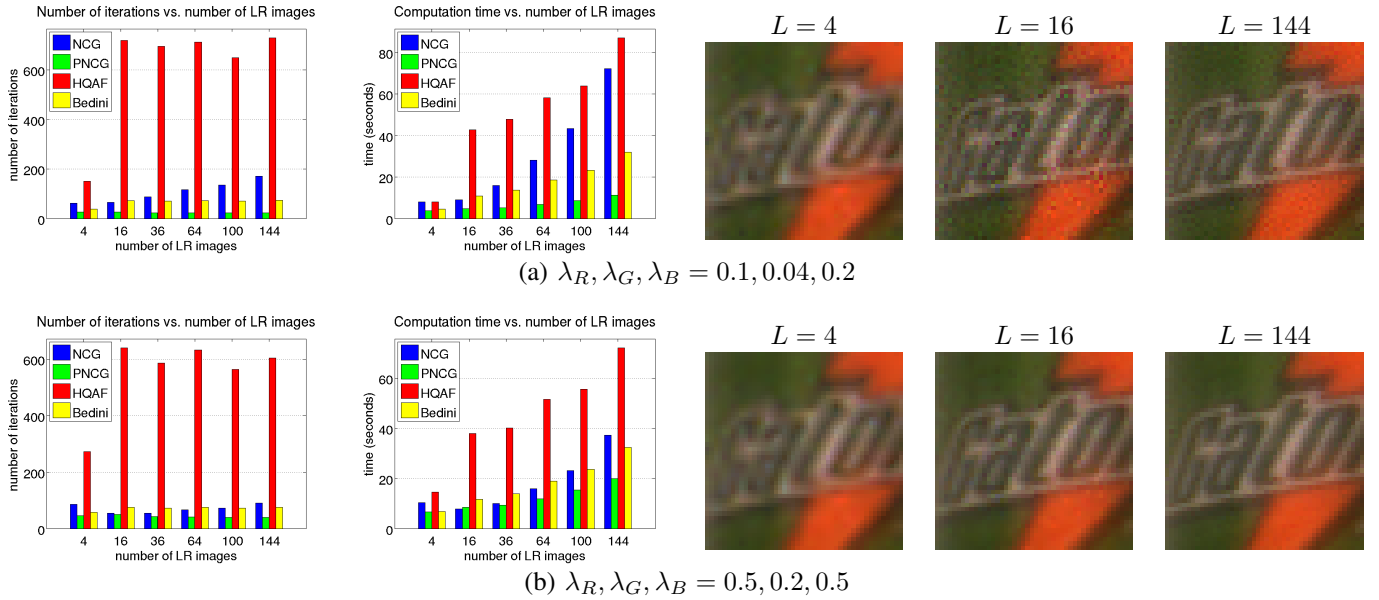 Number of iterations vs. number of LR images
number of iterations
600
400
200
0
NCG
PNCG
HQAF
Bedini
4 16 36 64 100 144
number of LR images
Computation time vs. number of LR images
time (seconds)
80
60
40
20
0
NCG
PNCG
HQAF
Bedini
4 16 36 64 100 144
number of LR images
L = 4
L = 16
L = 144
(a) λ_R, λ_G, λ_B = 0.1, 0.04, 0.2
Number of iterations vs. number of LR images
number of iterations
600
400
200
0
NCG
PNCG
HQAF
Bedini
4 16 36 64 100 144
number of LR images
Computation time vs. number of LR images
time (seconds)
60
40
20
0
NCG
PNCG
HQAF
Bedini
4 16 36 64 100 144
number of LR images
L = 4
L = 16
L = 144
(b) λ_R, λ_G, λ_B = 0.5, 0.2, 0.5